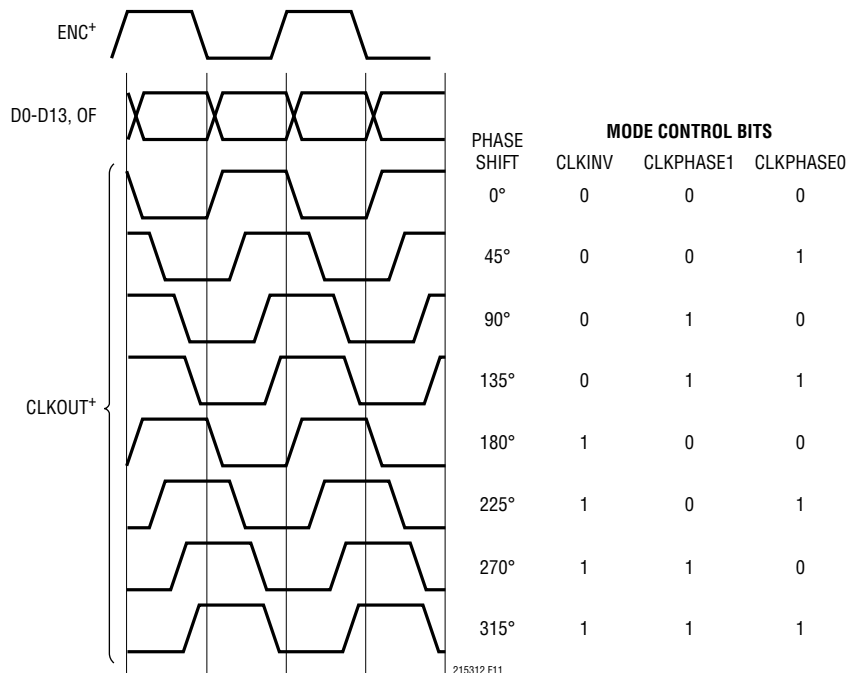 ENC+
D0-D13, OF
CLKOUT+
PHASE SHIFT MODE CONTROL BITS
CLKINV CLKPHASE1 CLKPHASE0
0° 0 0 0
45° 0 0 1
90° 0 1 0
135° 0 1 1
180° 1 0 0
225° 1 0 1
270° 1 1 0
315° 1 1 1
215312 F11